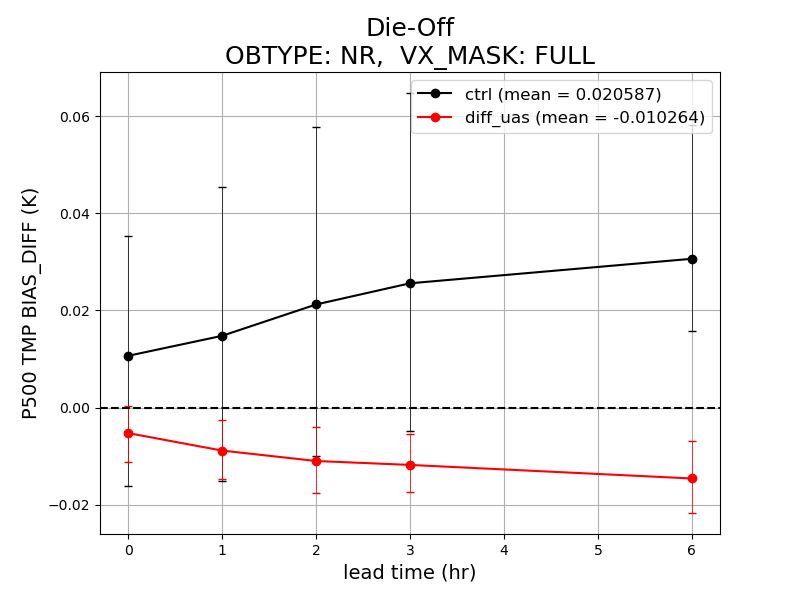 Die-Off
OBTYPE: NR,  VX_MASK: FULL
ctrl (mean = 0.020587)
diff_uas (mean = -0.010264)
P500 TMP BIAS_DIFF (K)
0.06
0.04
0.02
0.00
−0.02
0 1 2 3 4 5 6
lead time (hr)